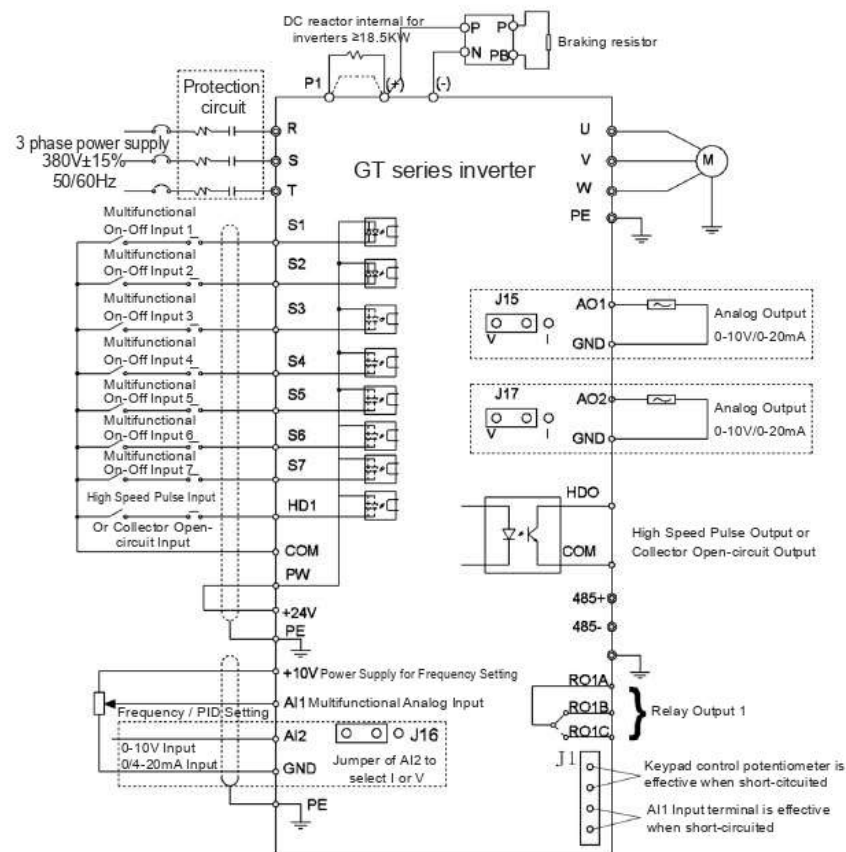 DC reactor internal for
inverters ≥18.5KW
P P
N PB
Braking resistor
P1 (+) (-)
Protection
circuit
3 phase power supply
380V±15%
50/60Hz
R
S
T
GT series inverter
U
V
W
PE
M
Multifunctional
On-Off Input 1
S1
Multifunctional
On-Off Input 2
S2
Multifunctional
On-Off Input 3
S3
Multifunctional
On-Off Input 4
S4
Multifunctional
On-Off Input 5
S5
Multifunctional
On-Off Input 6
S6
Multifunctional
On-Off Input 7
S7
High Speed Pulse Input
HD1
Or Collector Open-
circuit Input
COM
PW
+24V
PE
J15
V I
AO1
GND
Analog Output
0-10V/0-20mA
J17
V I
AO2
GND
Analog Output
0-10V/0-20mA
HDO
COM
High Speed Pulse Output or
Collector Open-circuit Output
485+
485-
+10V Power Supply for Frequency Setting
AI1 Multifunctional Analog Input
Frequency / PID Setting
AI2
J16
0-10V Input
0/4-20mA Input
GND
Jumper of AI2 to
select I or V
PE
RO1A
RO1B
RO1C
Relay Output 1
J1
Keypad control potentiometer is
effective when short-citcuited
AI1 Input terminal is effective
when short-circuited